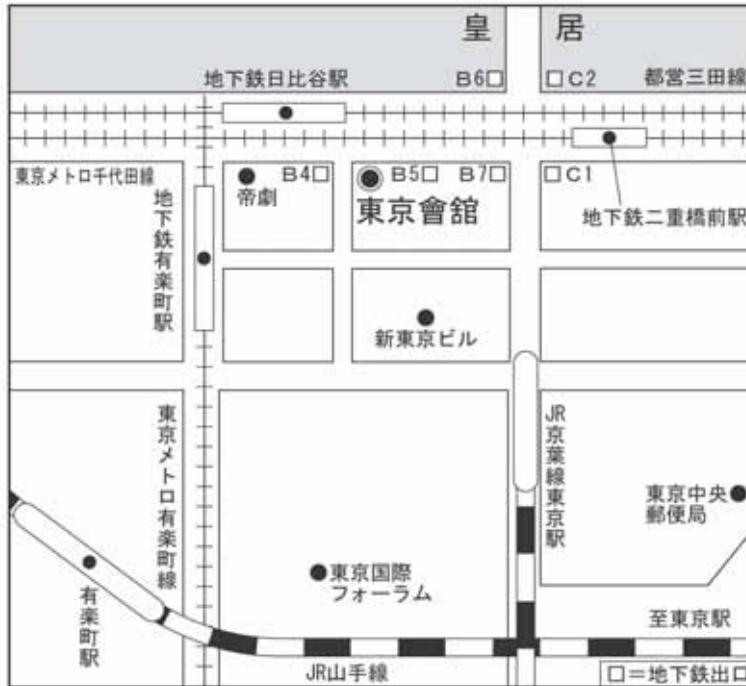 皇 居
地下鉄日比谷駅
B6□
□C2
都営三田線
東京メトロ千代田線
帝劇
B4□
B5□
B7□
東京會舘
□C1
地下鉄二重橋前駅
地下鉄有楽町駅
新東京ビル
東京メトロ有楽町線
JR京葉線東京駅
東京中央
郵便局
東京国際
フォーラム
有楽町駅
至東京駅
JR山手線
□=地下鉄出口